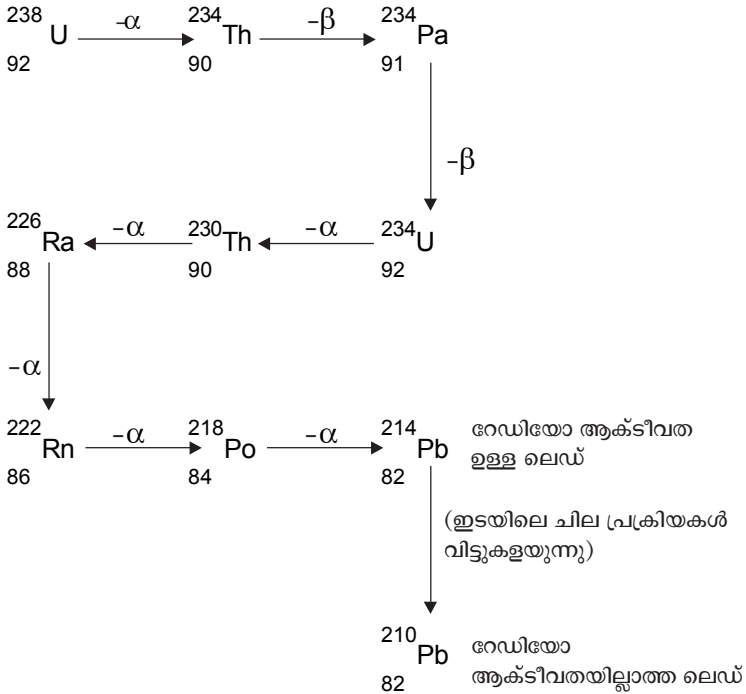 238 U 92 -α 234 Th 90 -β 234 Pa 91
-β
226 Ra 88 -α 230 Th 90 -α 234 U 92
-α
222 Rn 86 -α 218 Po 84 -α 214 Pb 82
റേഡിയോ ആക്ടീവത
ഉള്ള ലെഡ്
(ഇടയിലെ ചില പ്രക്രിയകൾ
വിട്ടുകളയുന്നു)
210 Pb 82
റേഡിയോ
ആക്ടീവതയില്ലാത്ത ലെഡ്